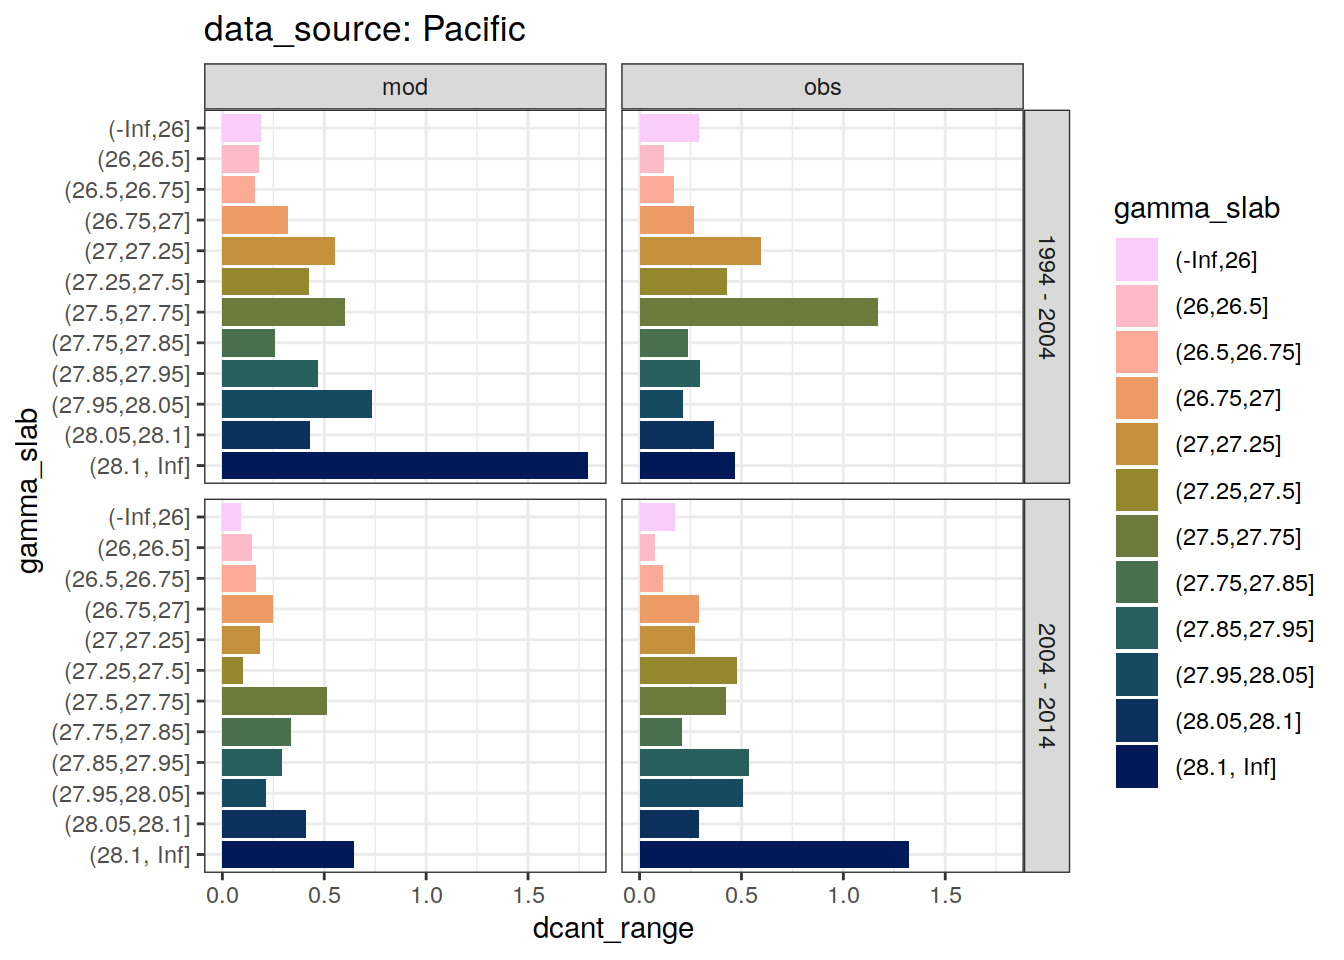 data_source: Pacific
mod
obs
gamma_slab
(-Inf,26]
(26,26.5]
(26.5,26.75]
(26.75,27]
(27,27.25]
(27.25,27.5]
(27.5,27.75]
(27.75,27.85]
(27.85,27.95]
(27.95,28.05]
(28.05,28.1]
(28.1, Inf]
1994 - 2004
(-Inf,26]
(26,26.5]
(26.5,26.75]
(26.75,27]
(27,27.25]
(27.25,27.5]
(27.5,27.75]
(27.75,27.85]
(27.85,27.95]
(27.95,28.05]
(28.05,28.1]
(28.1, Inf]
2004 - 2014
0.0 0.5 1.0 1.5
0.0 0.5 1.0 1.5
dcant_range
gamma_slab
(-Inf,26]
(26,26.5]
(26.5,26.75]
(26.75,27]
(27,27.25]
(27.25,27.5]
(27.5,27.75]
(27.75,27.85]
(27.85,27.95]
(27.95,28.05]
(28.05,28.1]
(28.1, Inf]